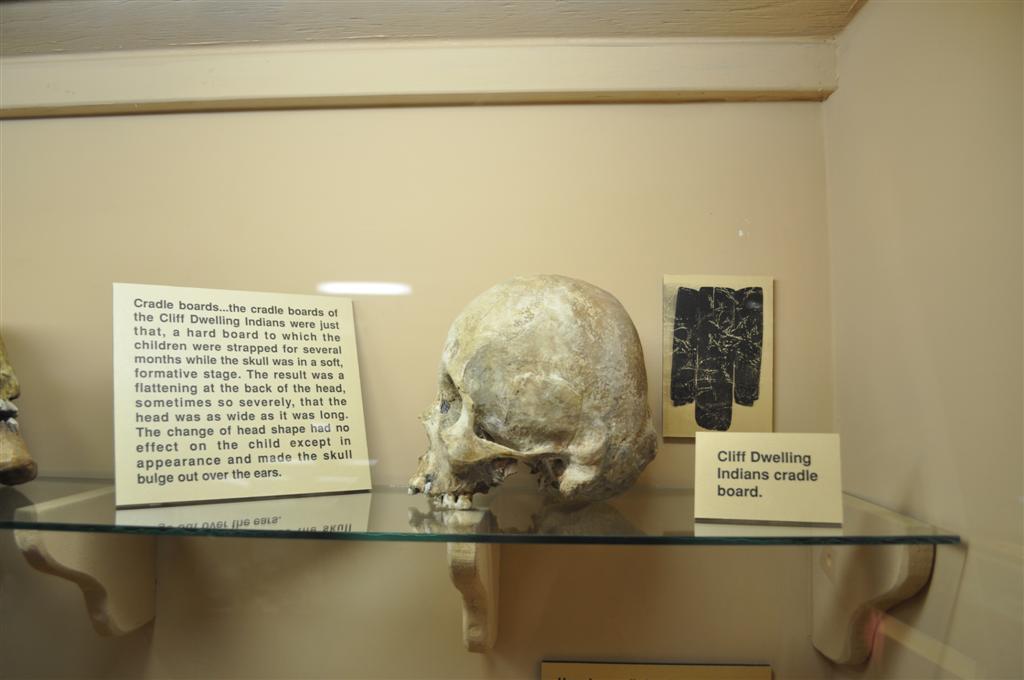 Cradle boards...the cradle boards of
the Cliff Dwelling Indians were just
that, a hard board to which the
children were strapped for several
months while the skull was in a soft,
formative stage. The result was a
flattening at the back of the head,
sometimes so severely, that the
head was as wide as it was long.
The change of head shape had no
effect on the child except in
appearance and made the skull
bulge out over the ears.
Cliff Dwelling
Indians cradle
board.